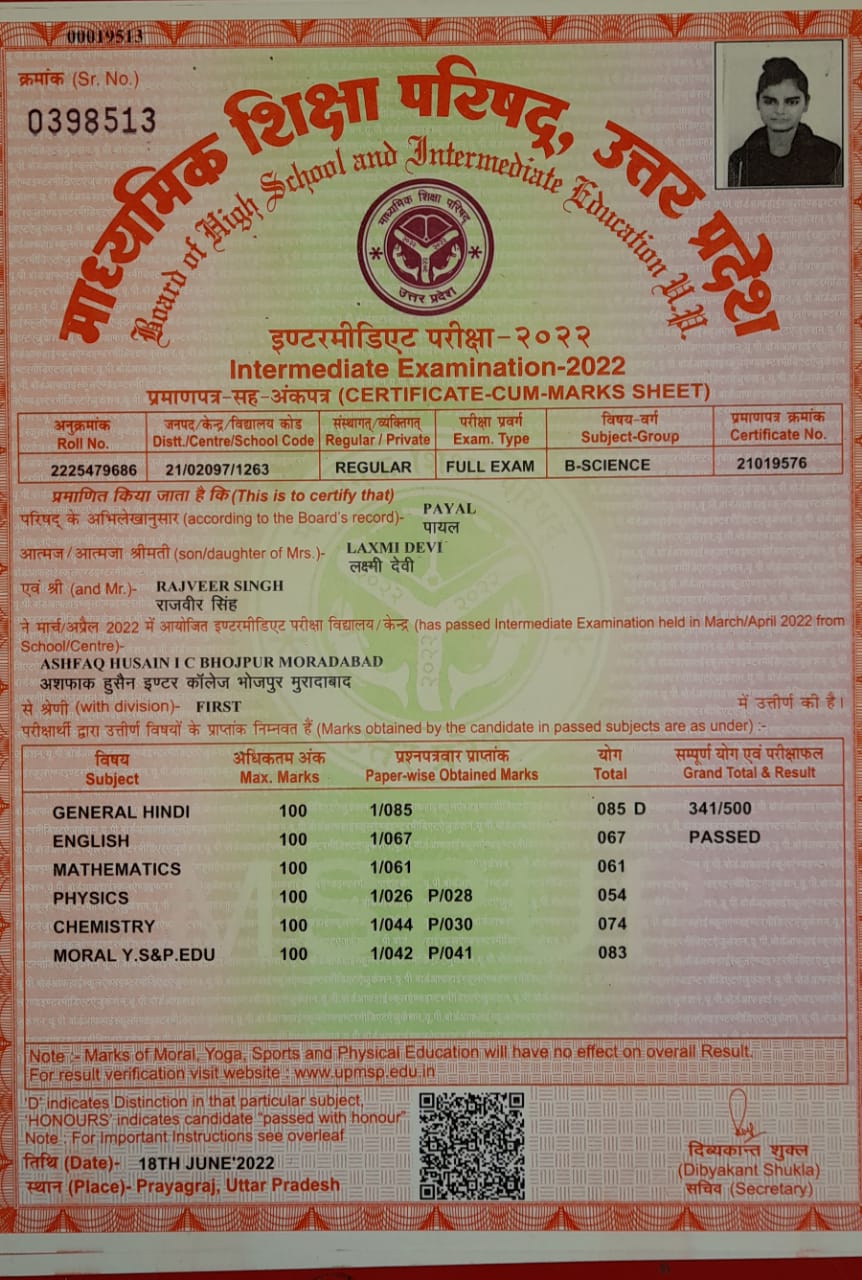 00019513
क्रमांक (Sr. No.)
0398513
माध्यमिक शिक्षा परिषद्, उत्तर प्रदेश
Board of High School and Intermediate Education U.P.
माध्यमिक शिक्षा परिषद्
उत्तर प्रदेश
इण्टरमीडिएट परीक्षा-२०२२
Intermediate Examination-2022
प्रमाणपत्र-सह-अंकपत्र (CERTIFICATE-CUM-MARKS SHEET)
अनुक्रमांक जनपद/केन्द्र/विद्यालय कोड संस्थागत्/व्यक्तिगत् परीक्षा प्रवर्ग विषय-वर्ग प्रमाणपत्र क्रमांक
Roll No. Distt./Centre/School Code Regular / Private Exam. Type Subject-Group Certificate No.
2225479686 21/02097/1263 REGULAR FULL EXAM B-SCIENCE 21019576
प्रमाणित किया जाता है कि (This is to certify that)
परिषद् के अभिलेखानुसार (according to the Board's record)- PAYAL
पायल
आत्मज/आत्मजा श्रीमती (son/daughter of Mrs.)- LAXMI DEVI
लक्ष्मी देवी
एवं श्री (and Mr.)- RAJVEER SINGH
राजवीर सिंह
ने मार्च/अप्रैल 2022 में आयोजित इण्टरमीडिएट परीक्षा विद्यालय/केन्द्र (has passed Intermediate Examination held in March/April 2022 from
School/Centre)-
ASHFAQ HUSAIN I C BHOJPUR MORADABAD
अशफाक हुसैन इण्टर कॉलेज भोजपुर मुरादाबाद
से श्रेणी (with division)- FIRST में उत्तीर्ण की है।
परीक्षार्थी द्वारा उत्तीर्ण विषयों के प्राप्तांक निम्नवत हैं (Marks obtained by the candidate in passed subjects are as under) :-
विषय अधिकतम अंक प्रश्नपत्रवार प्राप्तांक योग सम्पूर्ण योग एवं परीक्षाफल
Subject Max. Marks Paper-wise Obtained Marks Total Grand Total & Result
GENERAL HINDI 100 1/085 085 D 341/500
ENGLISH 100 1/067 067 PASSED
MATHEMATICS 100 1/061 061
PHYSICS 100 1/026 P/028 054
CHEMISTRY 100 1/044 P/030 074
MORAL Y.S&P.EDU 100 1/042 P/041 083
Note :- Marks of Moral, Yoga, Sports and Physical Education will have no effect on overall Result.
For result verification visit website : www.upmsp.edu.in
'D' indicates Distinction in that particular subject,
'HONOURS' indicates candidate "passed with honour"
Note : For Important Instructions see overleaf
तिथि (Date)- 18TH JUNE'2022
स्थान (Place)- Prayagraj, Uttar Pradesh
दिब्यकान्त शुक्ल
(Dibyakant Shukla)
सचिव (Secretary)